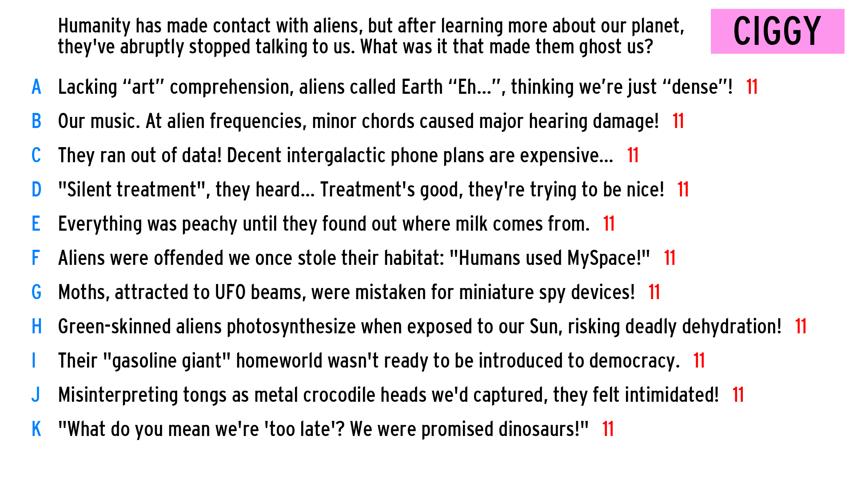 Humanity has made contact with aliens, but after learning more about our planet,
they've abruptly stopped talking to us. What was it that made them ghost us?
CIGGY
A Lacking “art” comprehension, aliens called Earth “Eh...”, thinking we’re just “dense”! 11
B Our music. At alien frequencies, minor chords caused major hearing damage! 11
C They ran out of data! Decent intergalactic phone plans are expensive... 11
D "Silent treatment", they heard... Treatment's good, they're trying to be nice! 11
E Everything was peachy until they found out where milk comes from. 11
F Aliens were offended we once stole their habitat: "Humans used MySpace!" 11
G Moths, attracted to UFO beams, were mistaken for miniature spy devices! 11
H Green-skinned aliens photosynthesize when exposed to our Sun, risking deadly dehydration! 11
I Their "gasoline giant" homeworld wasn't ready to be introduced to democracy. 11
J Misinterpreting tongs as metal crocodile heads we'd captured, they felt intimidated! 11
K "What do you mean we're 'too late'? We were promised dinosaurs!" 11